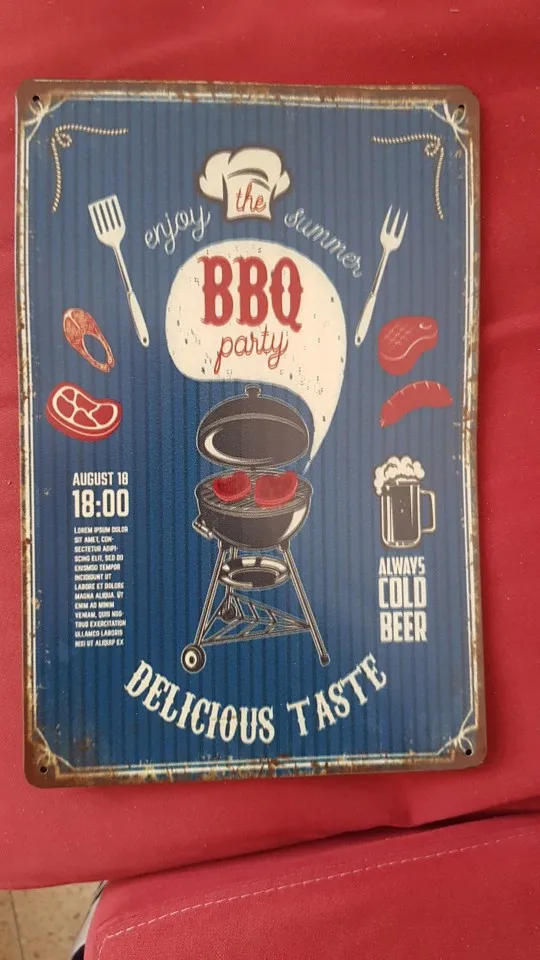 enjoy the summer
BBQ
party
AUGUST 18
18:00
LOREM IPSUM DOLOR
SIT AMET, CON-
SECTETUR ADIPI-
SCING ELIT, SED DO
EIUSMOD TEMPOR
INCIDIDUNT UT
LABORE ET DOLORE
MAGNA ALIQUA. UT
ENIM AD MINIM
VENIAM, QUIS NOS-
TRUD EXERCITATION
ULLAMCO LABORIS
NISI UT ALIQUIP EX
ALWAYS
COLD
BEER
DELICIOUS TASTE